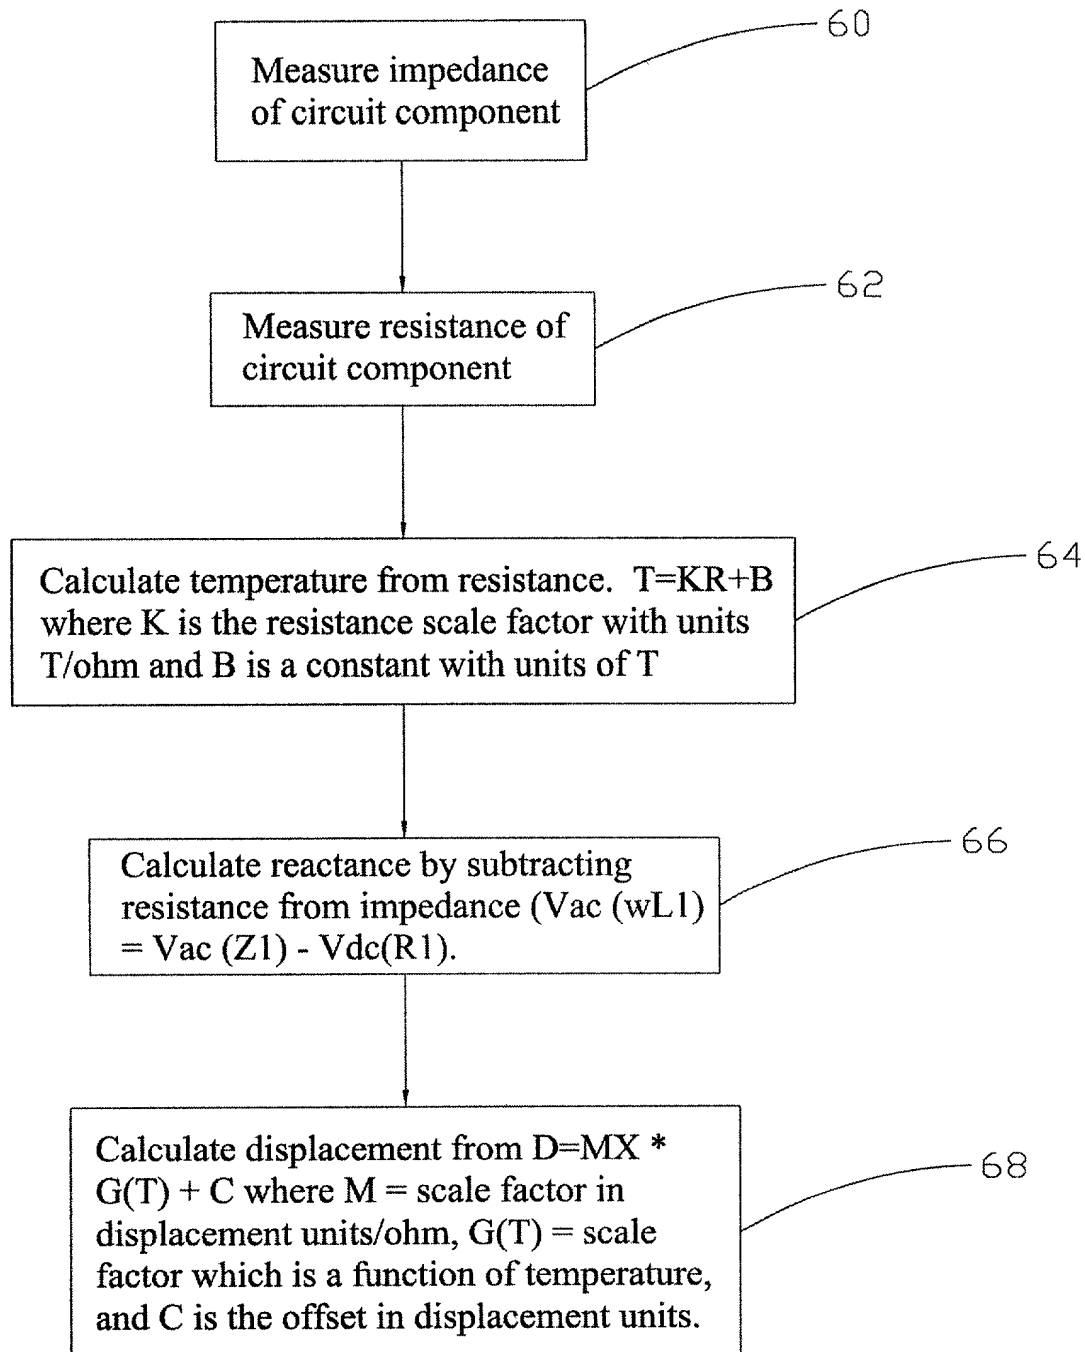 60
Measure impedance
of circuit component
62
Measure resistance of
circuit component
64
Calculate temperature from resistance.  T=KR+B
where K is the resistance scale factor with units
T/ohm and B is a constant with units of T
66
Calculate reactance by subtracting
resistance from impedance (Vac (wL1)
= Vac (Z1) - Vdc(R1).
68
Calculate displacement from D=MX *
G(T) + C where M = scale factor in
displacement units/ohm, G(T) = scale
factor which is a function of temperature,
and C is the offset in displacement units.